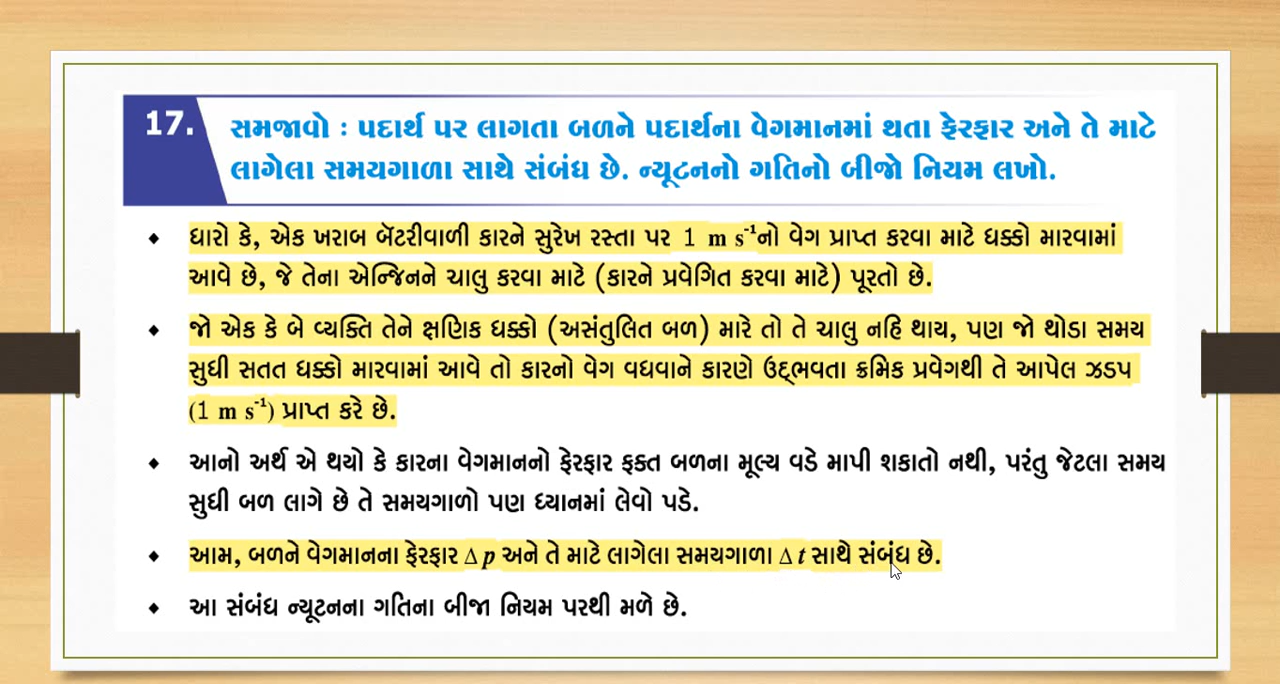 17.
સમજાવો : પદાર્થ પર લાગતા બળને પદાર્થના વેગમાનમાં થતા ફેરફાર અને તે માટે
લાગેલા સમયગાળા સાથે સંબંધ છે. ન્યૂટનનો ગતિનો બીજો નિયમ લખો.
♦ ધારો કે, એક ખરાબ બૅટરીવાળી કારને સુરેખ રસ્તા પર 1 m s⁻¹નો વેગ પ્રાપ્ત કરવા માટે ધક્કો મારવામાં
આવે છે, જે તેના એન્જિનને ચાલુ કરવા માટે (કારને પ્રવેગિત કરવા માટે) પૂરતો છે.
♦ જો એક કે બે વ્યક્તિ તેને ક્ષણિક ધક્કો (અસંતુલિત બળ) મારે તો તે ચાલુ નહિ થાય, પણ જો થોડા સમય
સુધી સતત ધક્કો મારવામાં આવે તો કારનો વેગ વધવાને કારણે ઉદ્ભવતા ક્રમિક પ્રવેગથી તે આપેલ ઝડપ
(1 m s⁻¹) પ્રાપ્ત કરે છે.
♦ આનો અર્થ એ થયો કે કારના વેગમાનનો ફેરફાર ફક્ત બળના મૂલ્ય વડે માપી શકાતો નથી, પરંતુ જેટલા સમય
સુધી બળ લાગે છે તે સમયગાળો પણ ધ્યાનમાં લેવો પડે.
♦ આમ, બળને વેગમાનના ફેરફાર Δ p અને તે માટે લાગેલા સમયગાળા Δ t સાથે સંબંધ છે.
♦ આ સંબંધ ન્યૂટનના ગતિના બીજા નિયમ પરથી મળે છે.